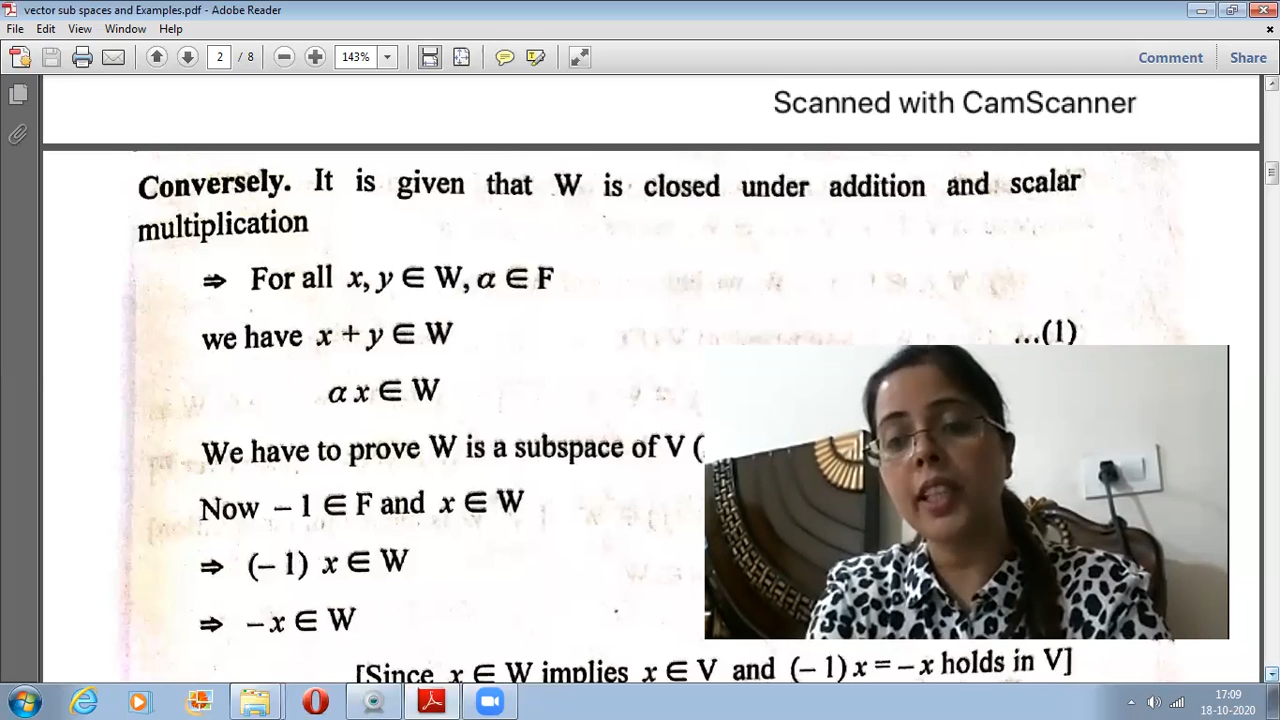 vector sub spaces and Examples.pdf - Adobe Reader
File Edit View Window Help
2 / 8 143% Comment Share
Scanned with CamScanner
Conversely. It is given that W is closed under addition and scalar
multiplication
⇒ For all x, y ∈ W, α ∈ F
we have x + y ∈ W ...(1)
α x ∈ W
We have to prove W is a subspace of V (
Now – 1 ∈ F and x ∈ W
⇒ (– 1) x ∈ W
⇒ – x ∈ W
[Since x ∈ W implies x ∈ V and (– 1) x = – x holds in V]
17:09
18-10-2020